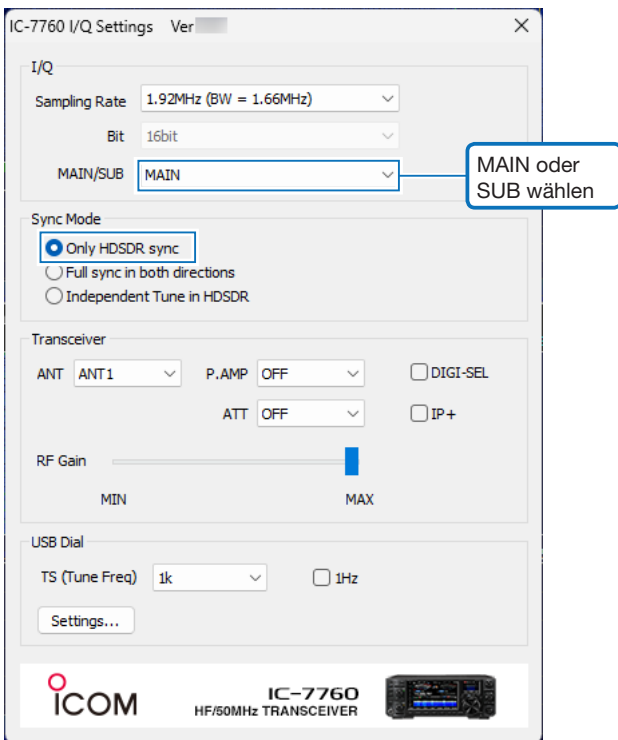 IC-7760 I/Q Settings Ver
I/Q
Sampling Rate 1.92MHz (BW = 1.66MHz)
Bit 16bit
MAIN/SUB MAIN
MAIN oder
SUB wählen
Sync Mode
Only HDSDR sync
Full sync in both directions
Independent Tune in HDSDR
Transceiver
ANT ANT1 P.AMP OFF DIGI-SEL
ATT OFF IP+
RF Gain
MIN MAX
USB Dial
TS (Tune Freq) 1k 1Hz
Settings...
ICOM
IC-7760
HF/50MHz TRANSCEIVER